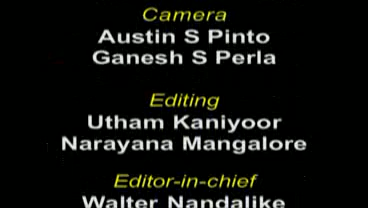 Camera
Austin S Pinto
Ganesh S Perla
Editing
Utham Kaniyoor
Narayana Mangalore
Editor-in-chief
Walter Nandalike